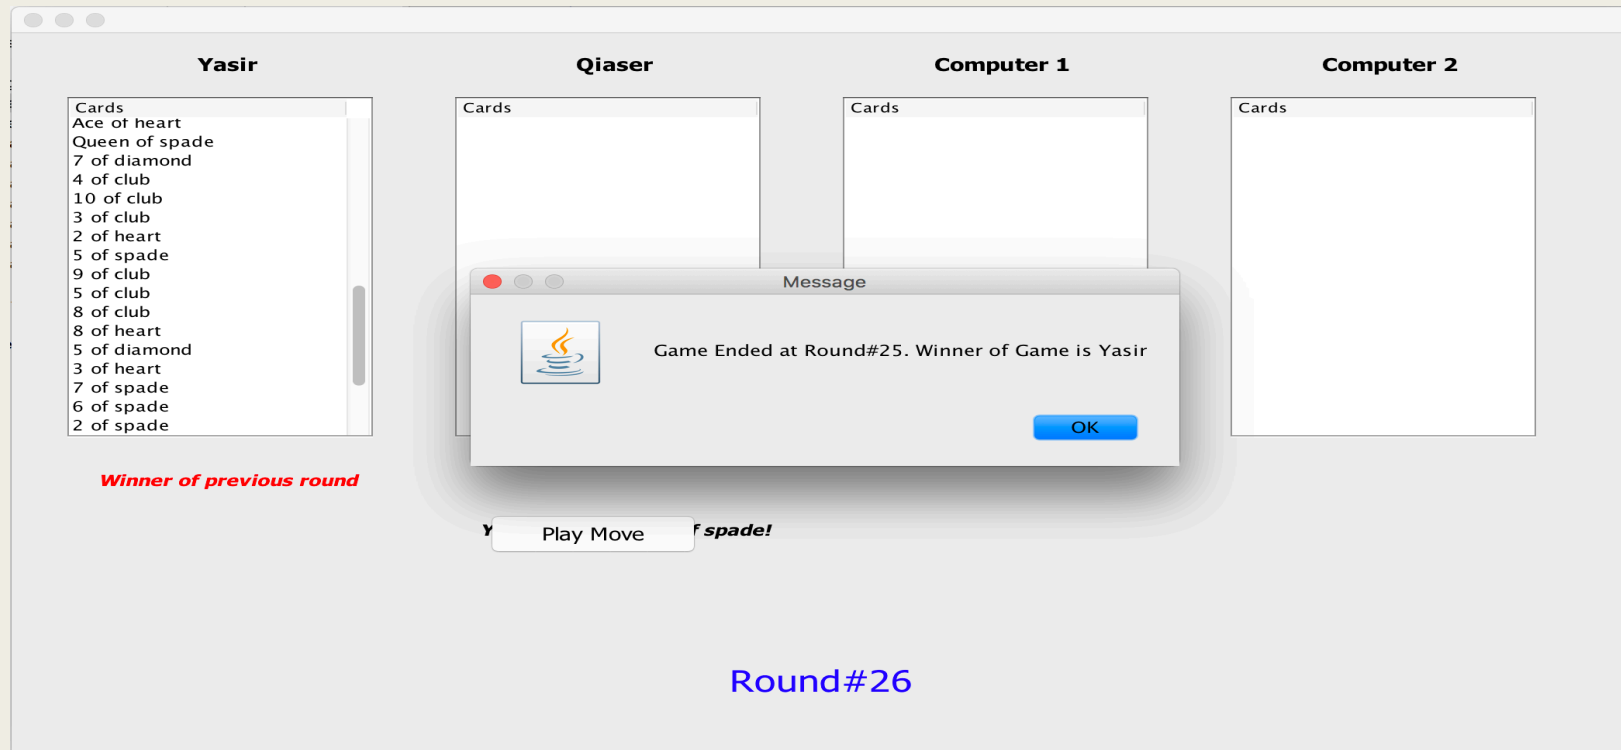 Yasir
Qiaser
Computer 1
Computer 2
Cards
Ace of heart
Queen of spade
7 of diamond
4 of club
10 of club
3 of club
2 of heart
5 of spade
9 of club
5 of club
8 of club
8 of heart
5 of diamond
3 of heart
7 of spade
6 of spade
2 of spade
Cards
Cards
Cards
Message
Game Ended at Round#25. Winner of Game is Yasir
OK
Winner of previous round
Play Move
spade!
Round#26